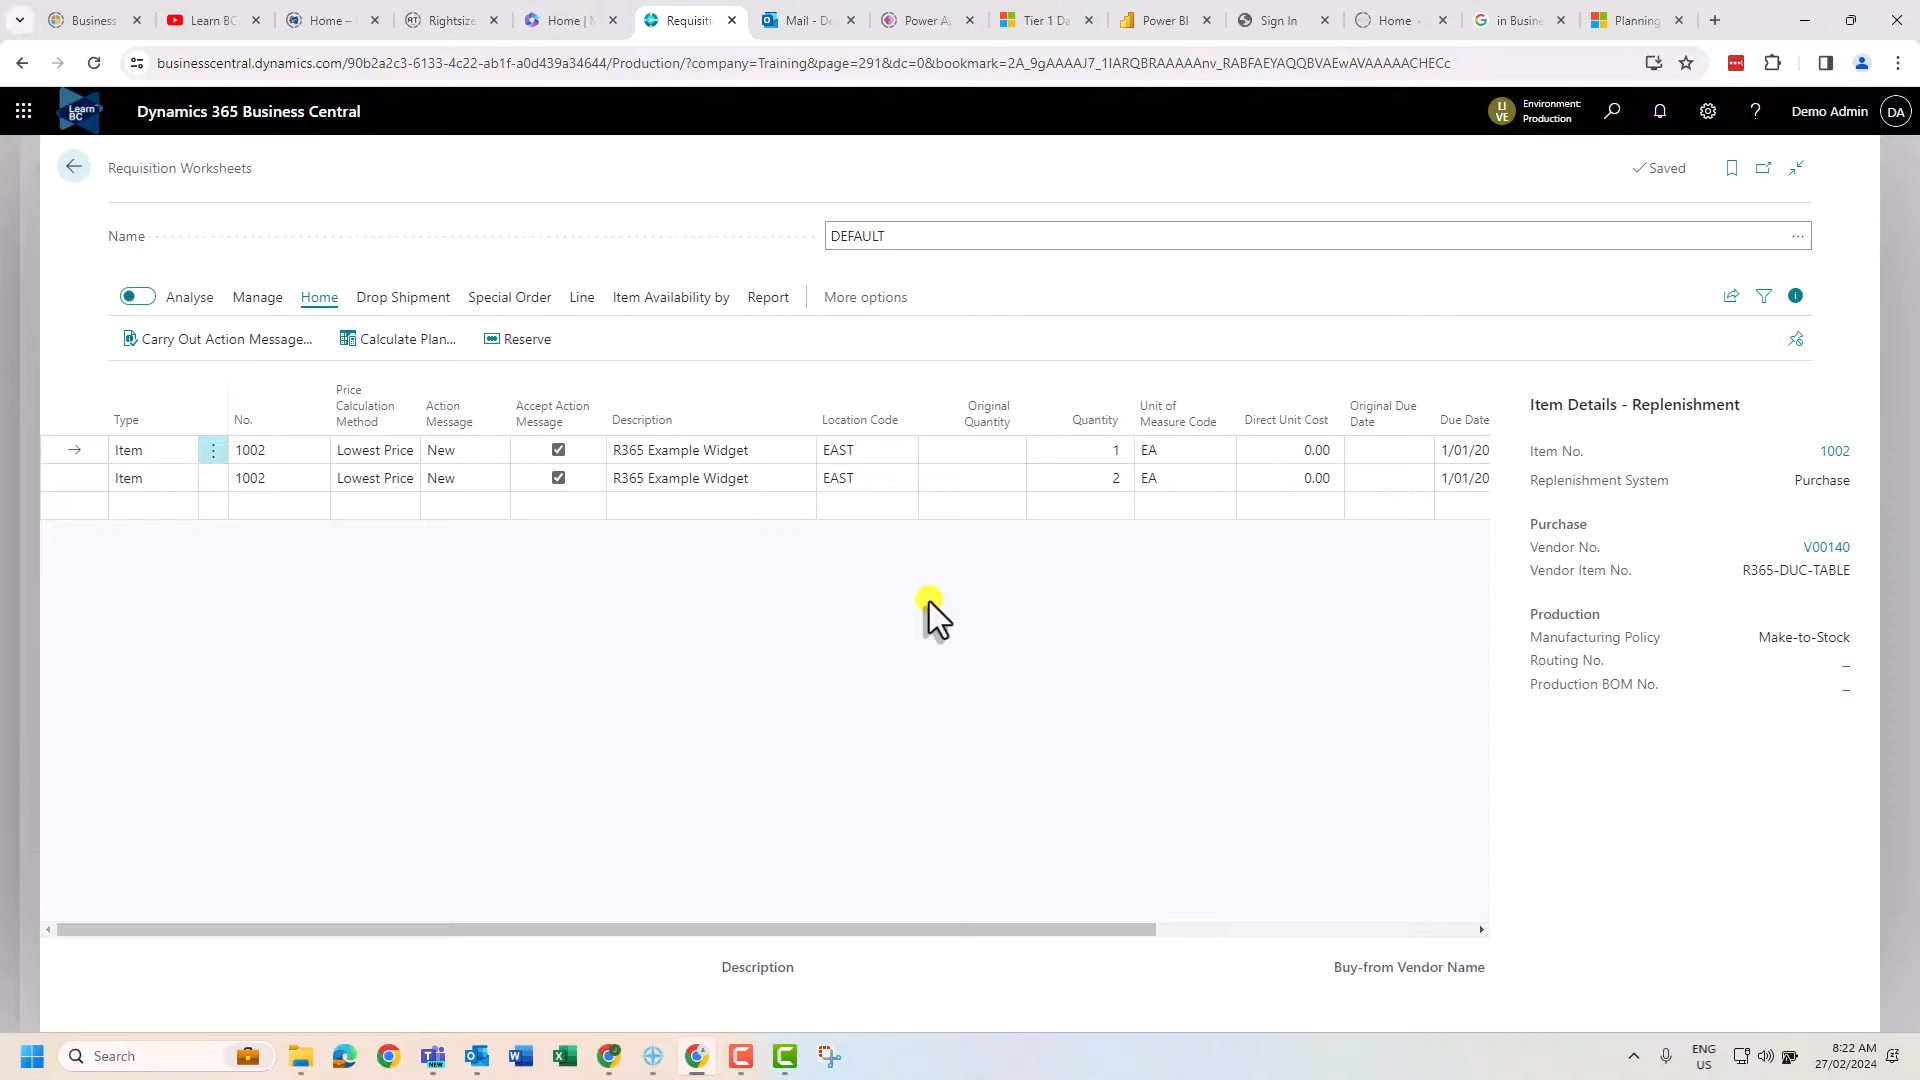 Business
Learn BC
Home –
Rightsize
Home |
Requisiti
Mail - De
Power A
Tier 1 Da
Power BI
Sign In
Home -
in Busine
Planning
businesscentral.dynamics.com/90b2a2c3-6133-4c22-ab1f-a0d439a34644/Production/?company=Training&page=291&dc=0&bookmark=2A_9gAAAAJ7_1IARQBRAAAAAnv_RABFAEYAQQBVAEwAVAAAAACHECc
Learn BC
Dynamics 365 Business Central
LI VE
Environment: Production
Demo Admin
DA
Requisition Worksheets
Saved
Name
DEFAULT
Analyse Manage Home Drop Shipment Special Order Line Item Availability by Report More options
Carry Out Action Message... Calculate Plan... Reserve
Type No. Price Calculation Method Action Message Accept Action Message Description Location Code Original Quantity Quantity Unit of Measure Code Direct Unit Cost Original Due Date Due Date
Item 1002 Lowest Price New R365 Example Widget EAST 1 EA 0.00 1/01/20
Item 1002 Lowest Price New R365 Example Widget EAST 2 EA 0.00 1/01/20
Item Details - Replenishment
Item No. 1002
Replenishment System Purchase
Purchase
Vendor No. V00140
Vendor Item No. R365-DUC-TABLE
Production
Manufacturing Policy Make-to-Stock
Routing No. _
Production BOM No. _
Description
Buy-from Vendor Name
Search
NEW
ENG
US
8:22 AM
27/02/2024